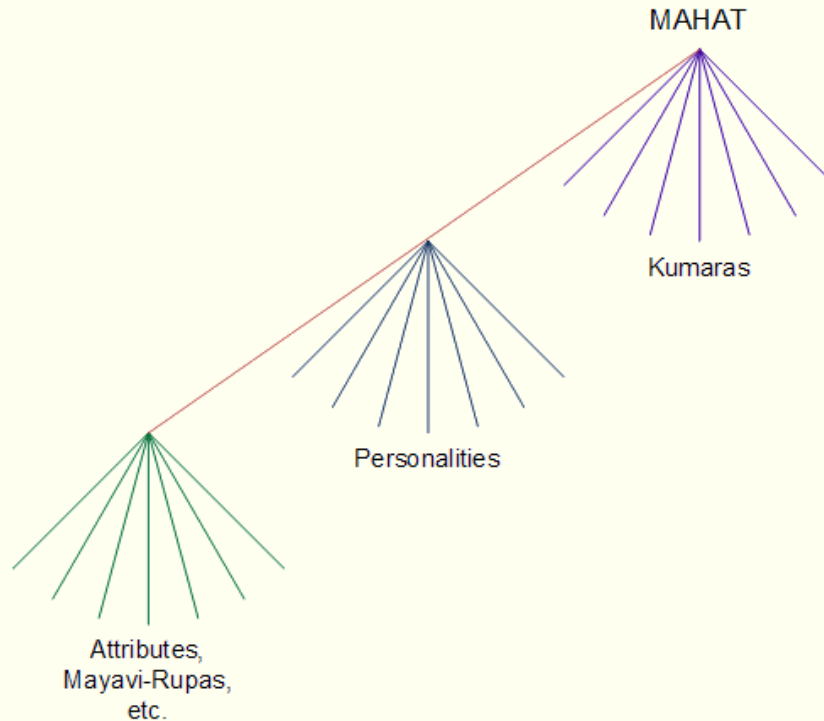 MAHAT
Kumaras
Personalities
Attributes,
Mayavi-Rupas,
etc.